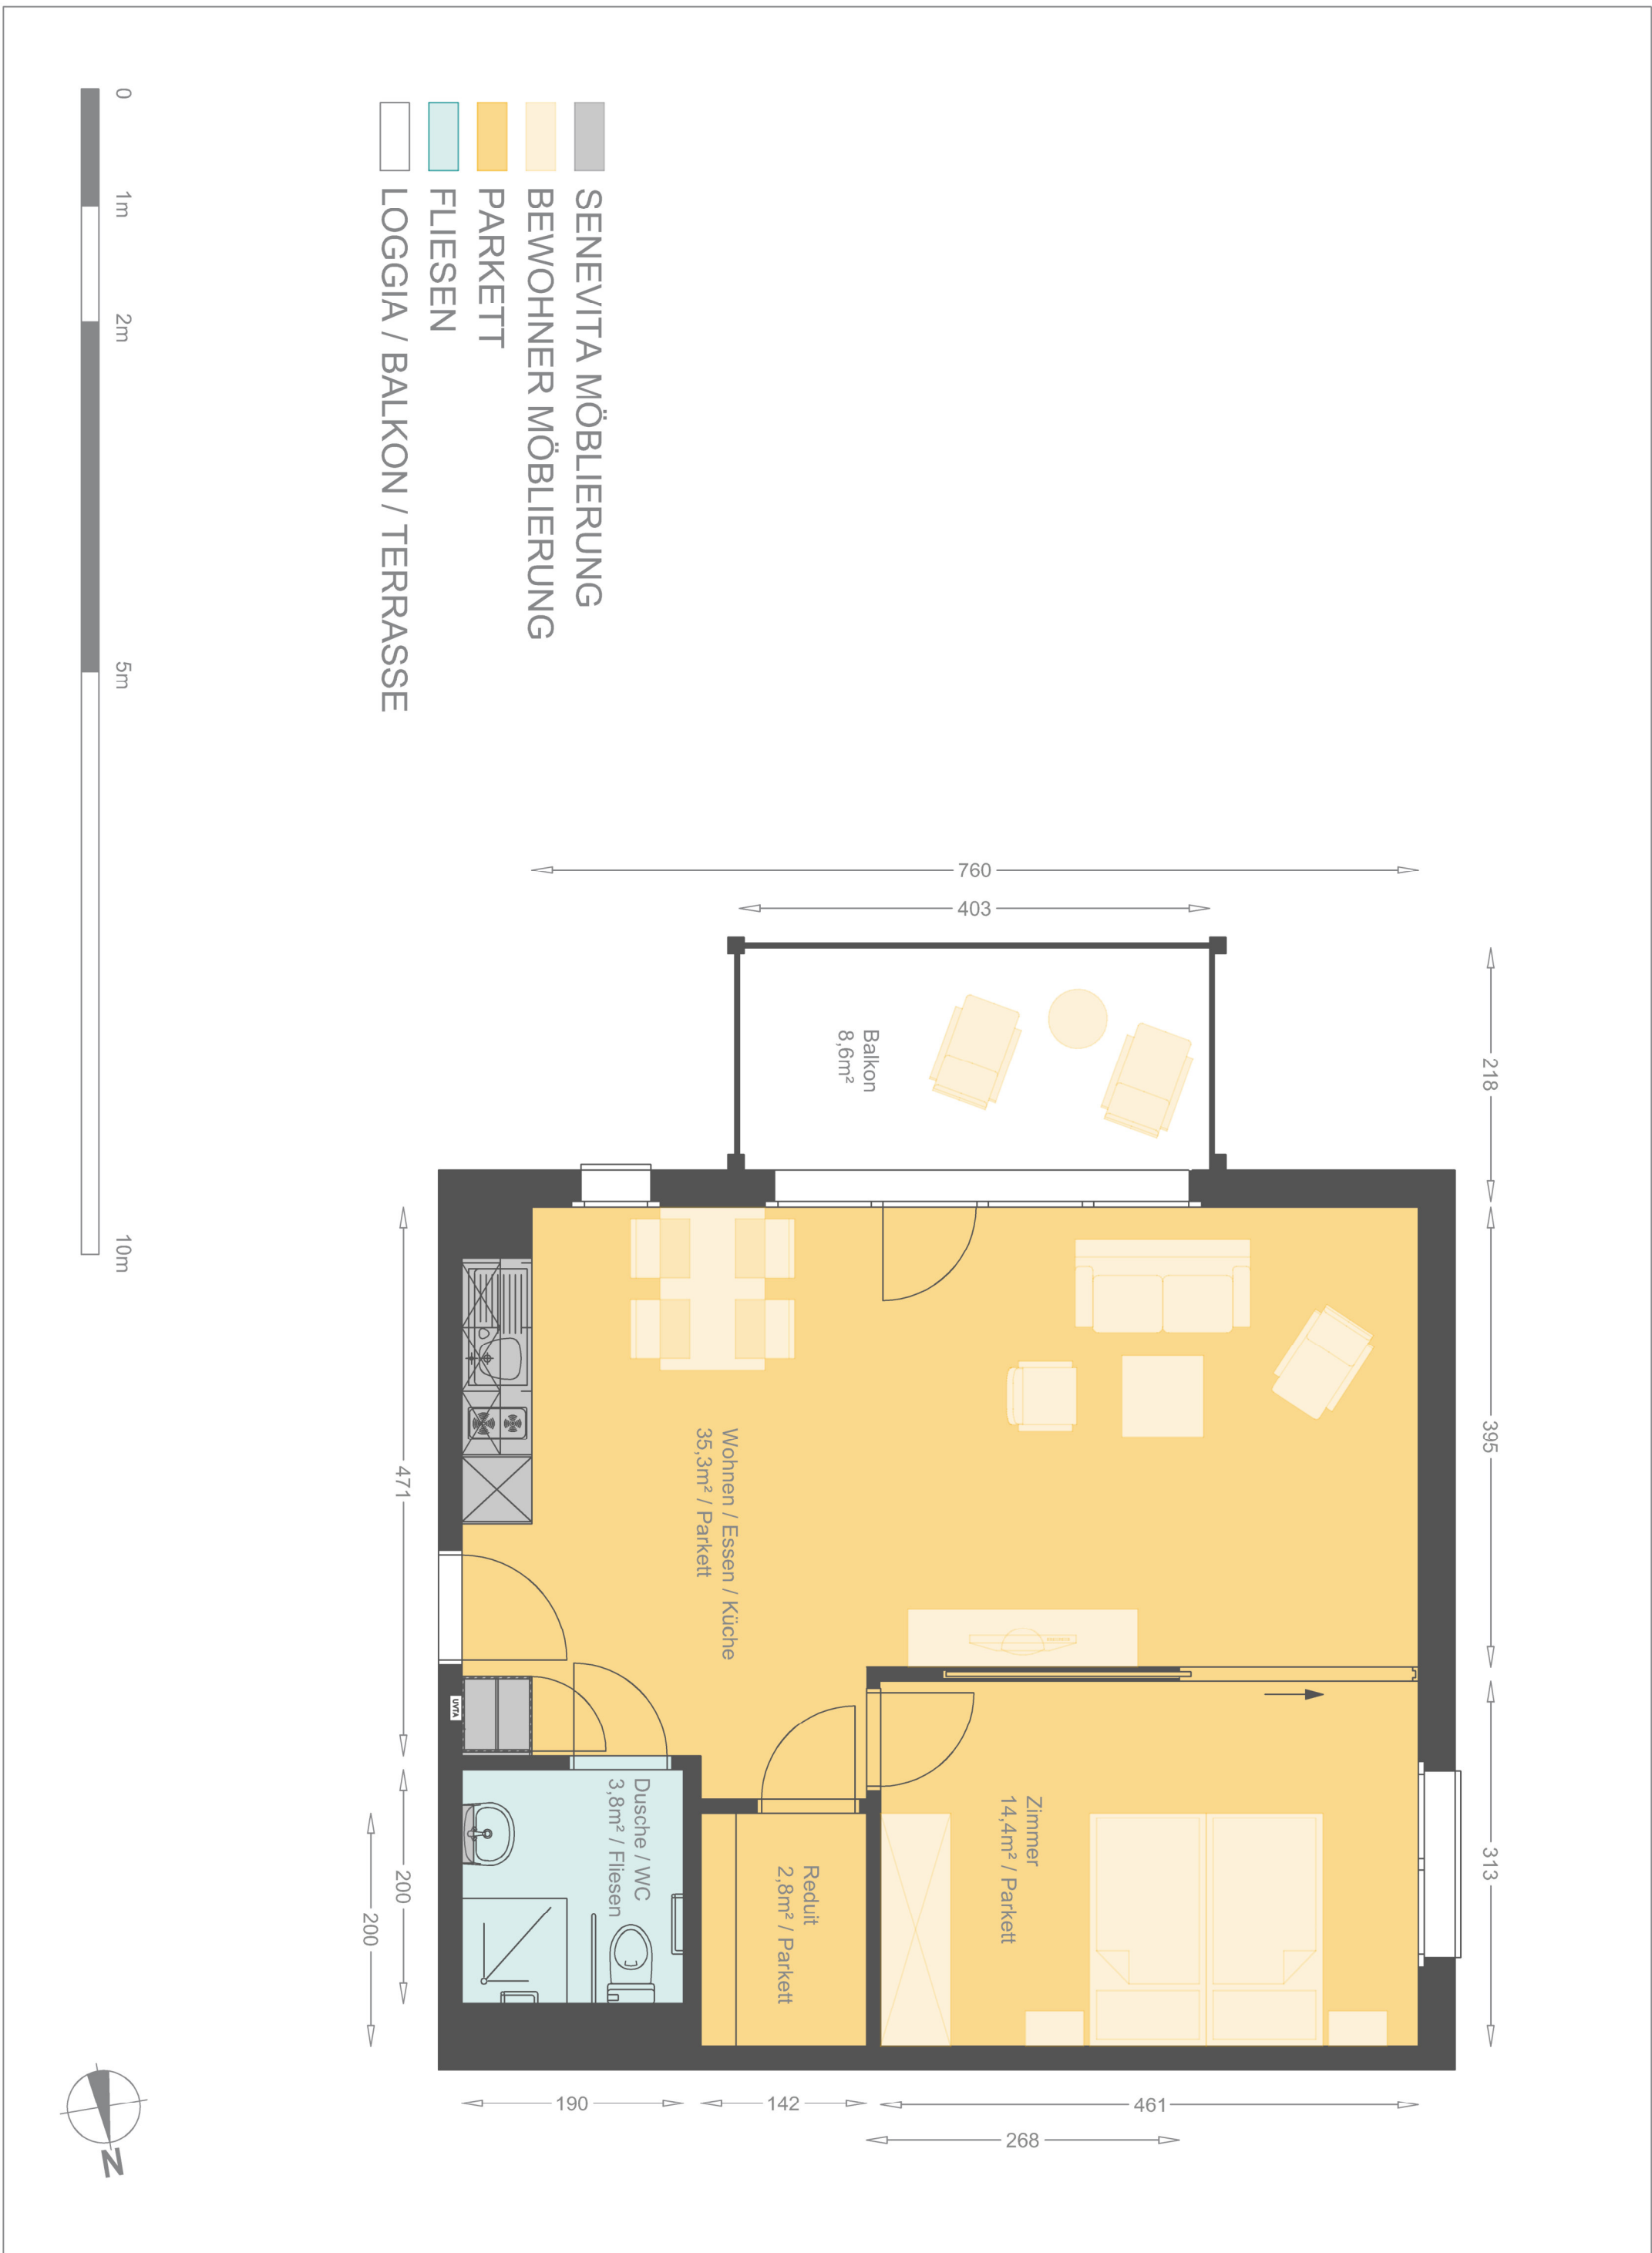 SENEVITA MÖBLIERUNG
BEWOHNER MÖBLIERUNG
PARKETT
FLIESEN
LOGGIA / BALKON / TERRASSE
0
1m
2m
5m
10m
218
395
313
760
403
Balkon
8,6m²
Wohnen / Essen / Küche
35,3m² / Parkett
Zimmer
14,4m² / Parkett
Reduit
2,8m² / Parkett
Dusche / WC
3,8m² / Fliesen
UVTA
471
200
200
190
142
461
268
N